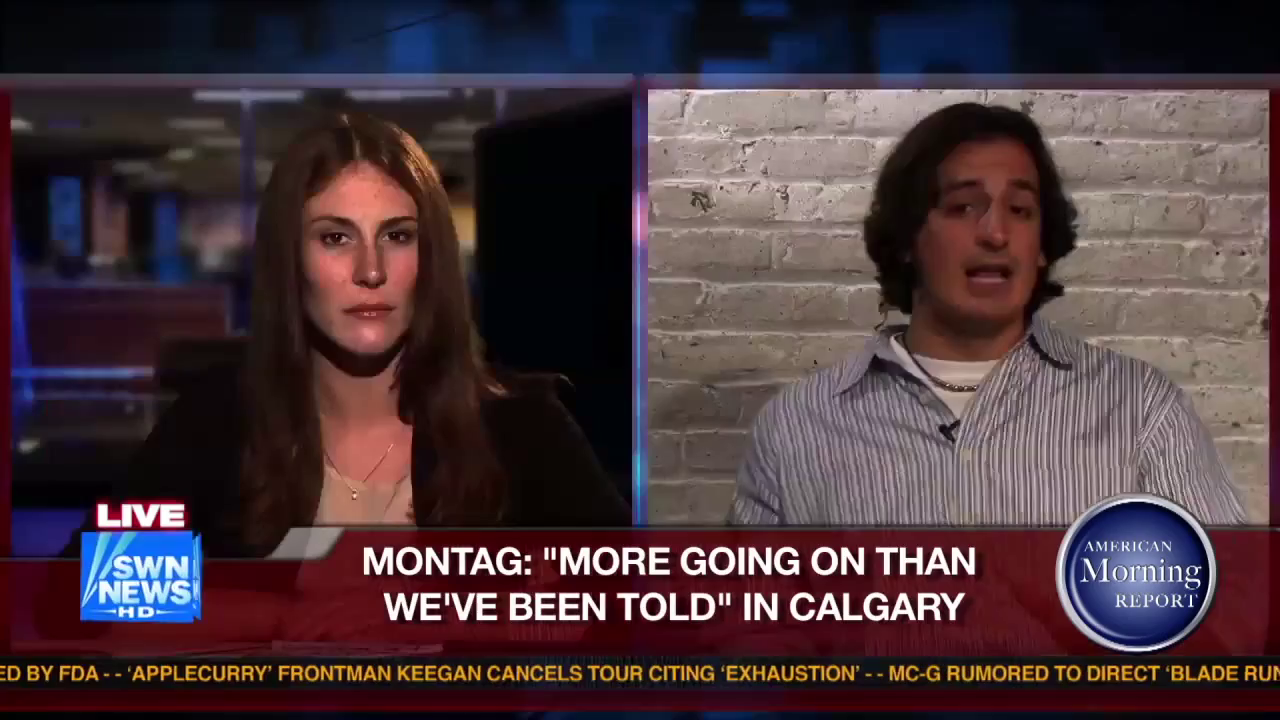 LIVE
SWN
NEWS
HD
MONTAG: "MORE GOING ON THAN
WE'VE BEEN TOLD" IN CALGARY
AMERICAN
Morning
REPORT
ED BY FDA - - ‘APPLECURRY’ FRONTMAN KEEGAN CANCELS TOUR CITING ‘EXHAUSTION’ - - MC-G RUMORED TO DIRECT ‘BLADE RUN